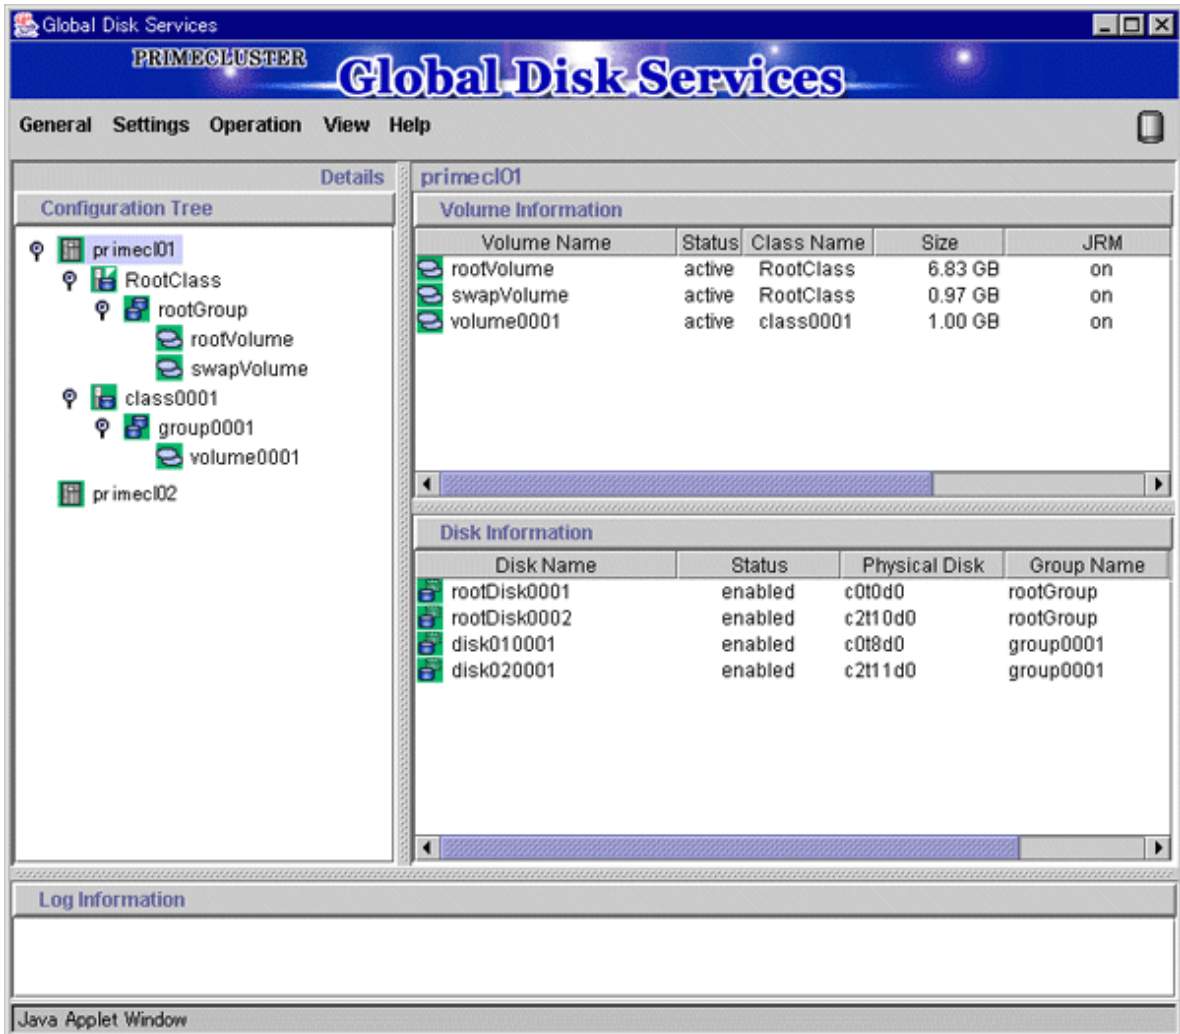 Global Disk Services
PRIMECLUSTER
Global Disk Services
General Settings Operation View Help
Details
Configuration Tree
primecl01
RootClass
rootGroup
rootVolume
swapVolume
class0001
group0001
volume0001
primecl02
primecl01
Volume Information
Volume Name Status Class Name Size JRM
rootVolume active RootClass 6.83 GB on
swapVolume active RootClass 0.97 GB on
volume0001 active class0001 1.00 GB on
Disk Information
Disk Name Status Physical Disk Group Name
rootDisk0001 enabled c0t0d0 rootGroup
rootDisk0002 enabled c2t10d0 rootGroup
disk010001 enabled c0t8d0 group0001
disk020001 enabled c2t11d0 group0001
Log Information
Java Applet Window